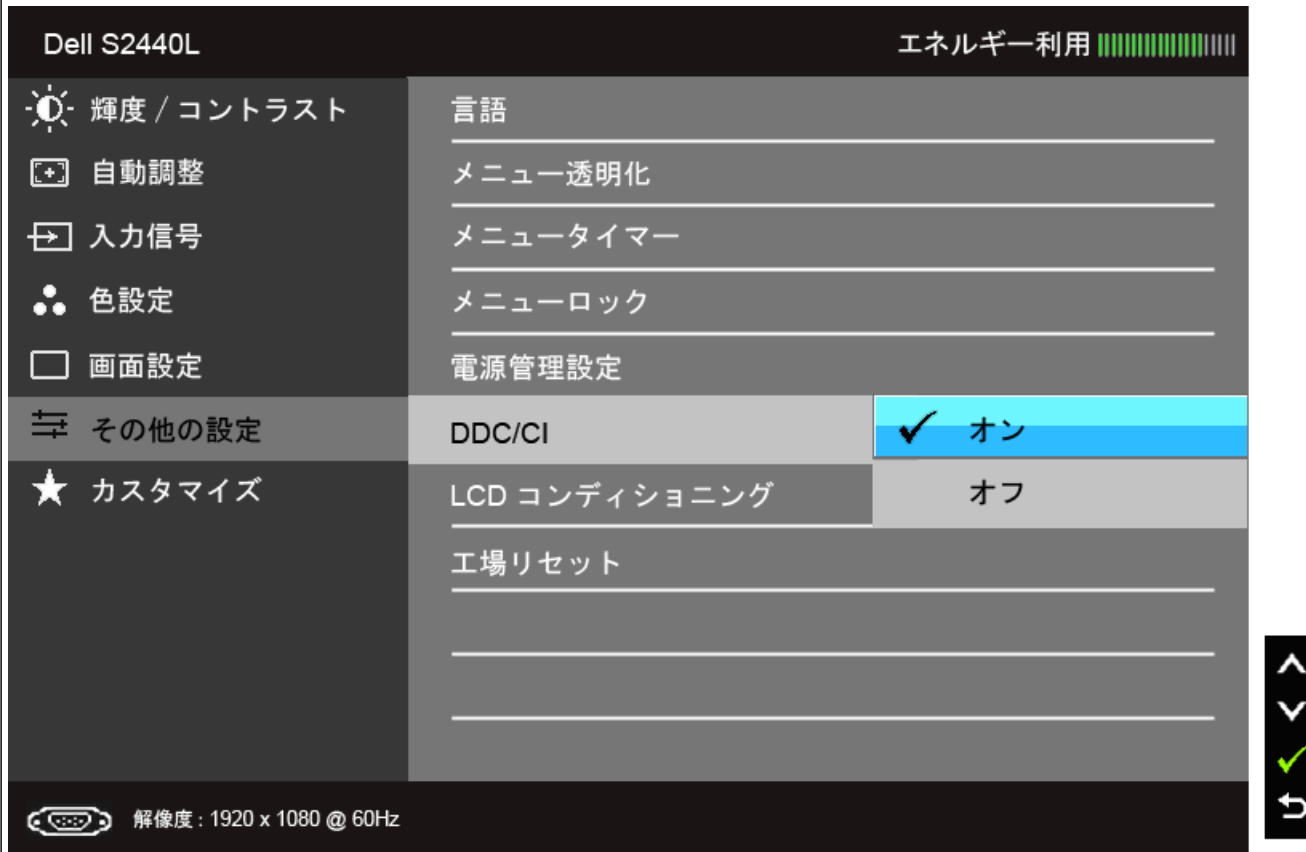 Dell S2440L エネルギー利用
輝度 / コントラスト
自動調整
入力信号
色設定
画面設定
その他の設定
カスタマイズ
言語
メニュー透明化
メニュータイマー
メニューロック
電源管理設定
DDC/CI
オン
オフ
LCD コンディショニング
工場リセット
解像度 : 1920 x 1080 @ 60Hz